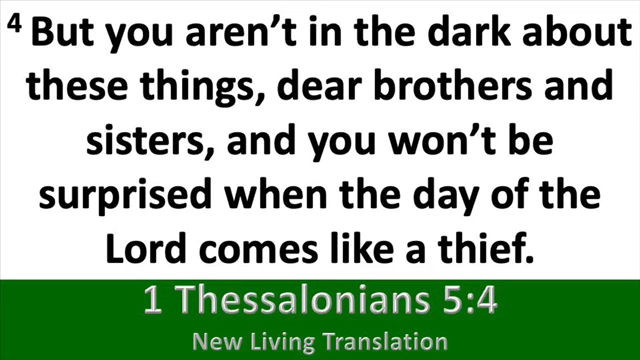 ⁴ But you aren’t in the dark about
these things, dear brothers and
sisters, and you won’t be
surprised when the day of the
Lord comes like a thief.
1 Thessalonians 5:4
New Living Translation